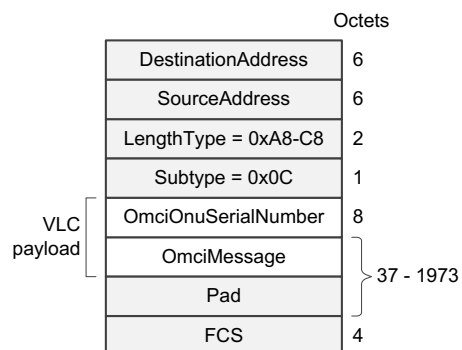 Octets
DestinationAddress 6
SourceAddress 6
LengthType = 0xA8-C8 2
Subtype = 0x0C 1
VLC payload
OmciOnuSerialNumber 8
OmciMessage
37 - 1973
Pad
FCS 4